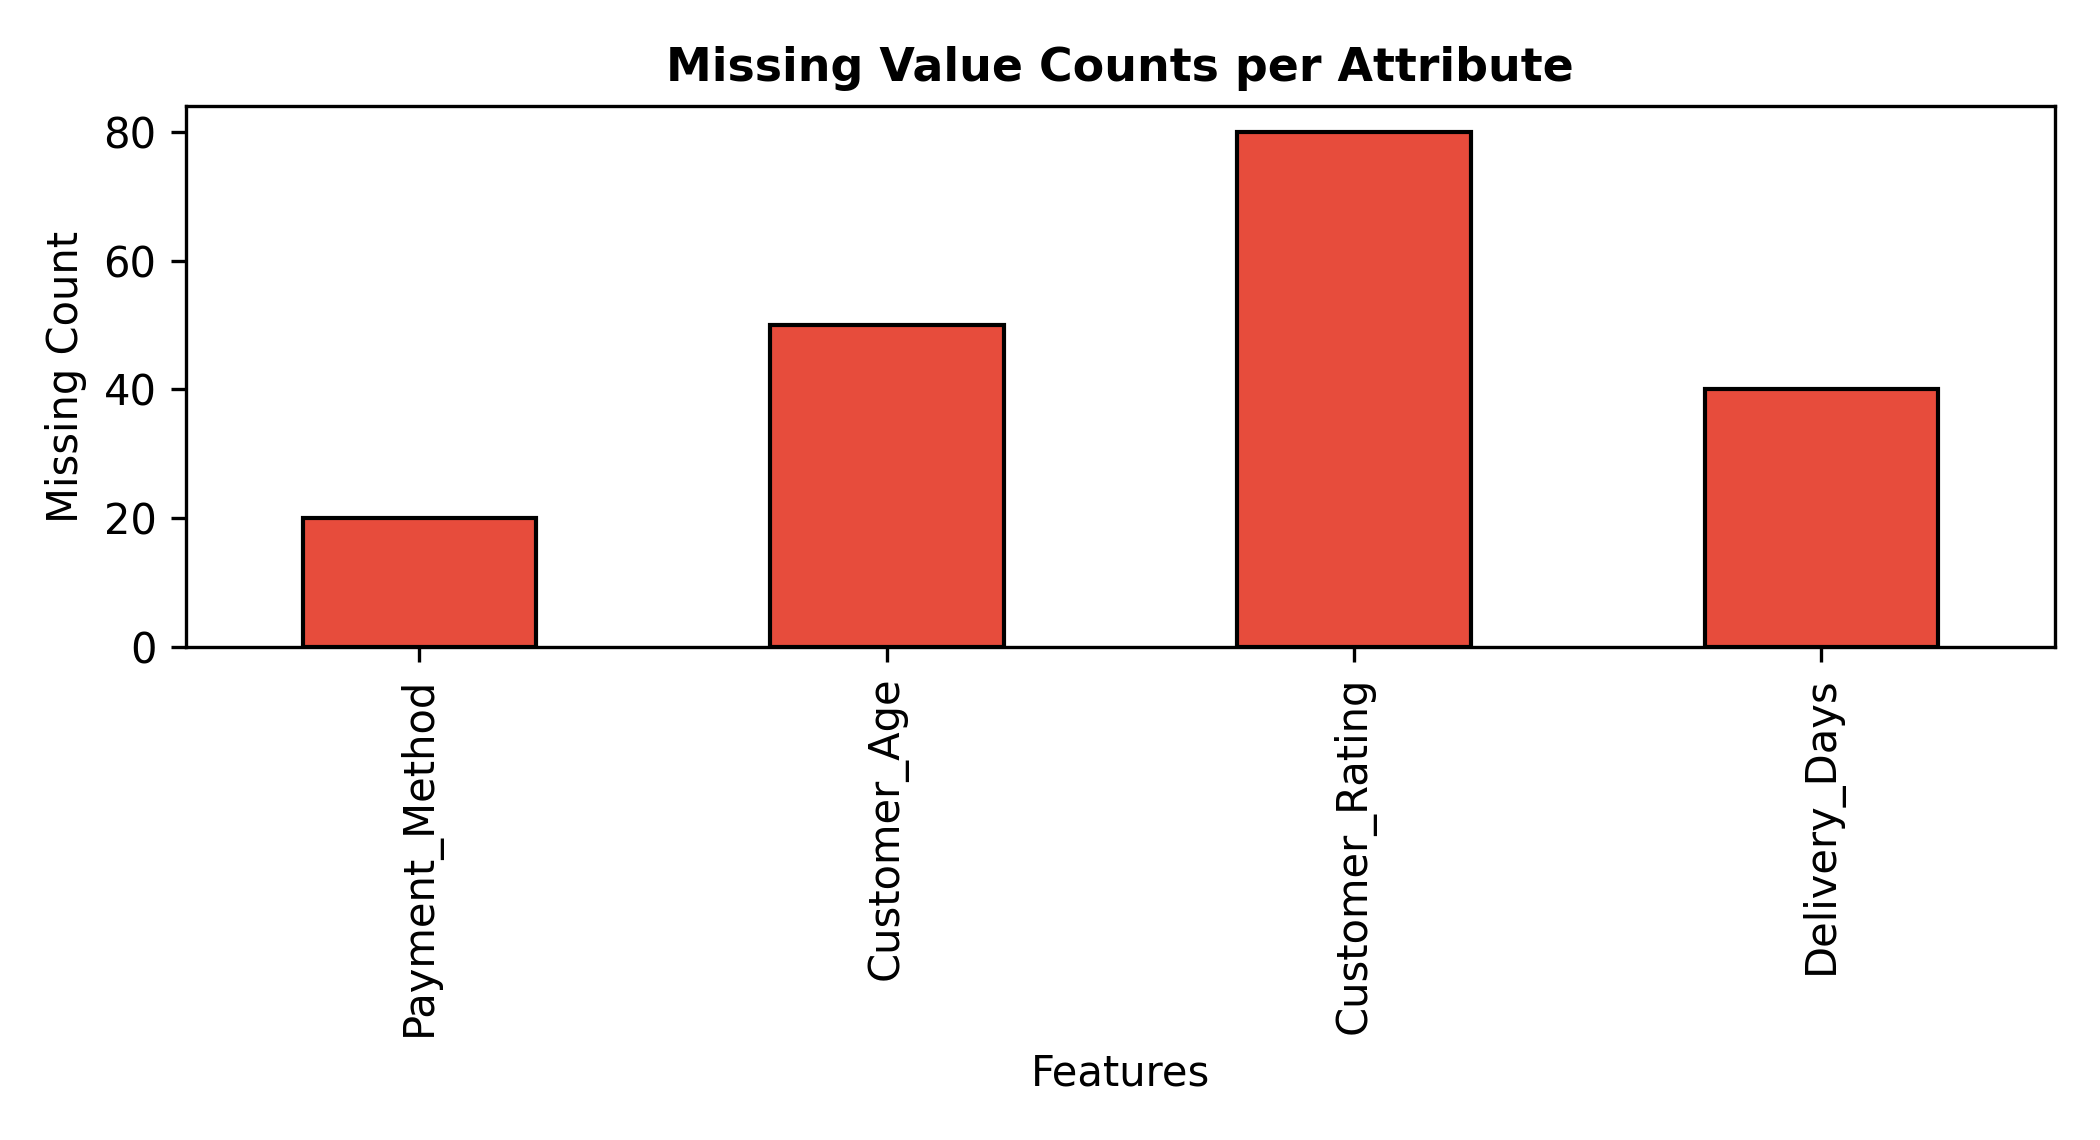 Missing Value Counts per Attribute
Missing Count
80
60
40
20
0
Payment_Method
Customer_Age
Customer_Rating
Delivery_Days
Features